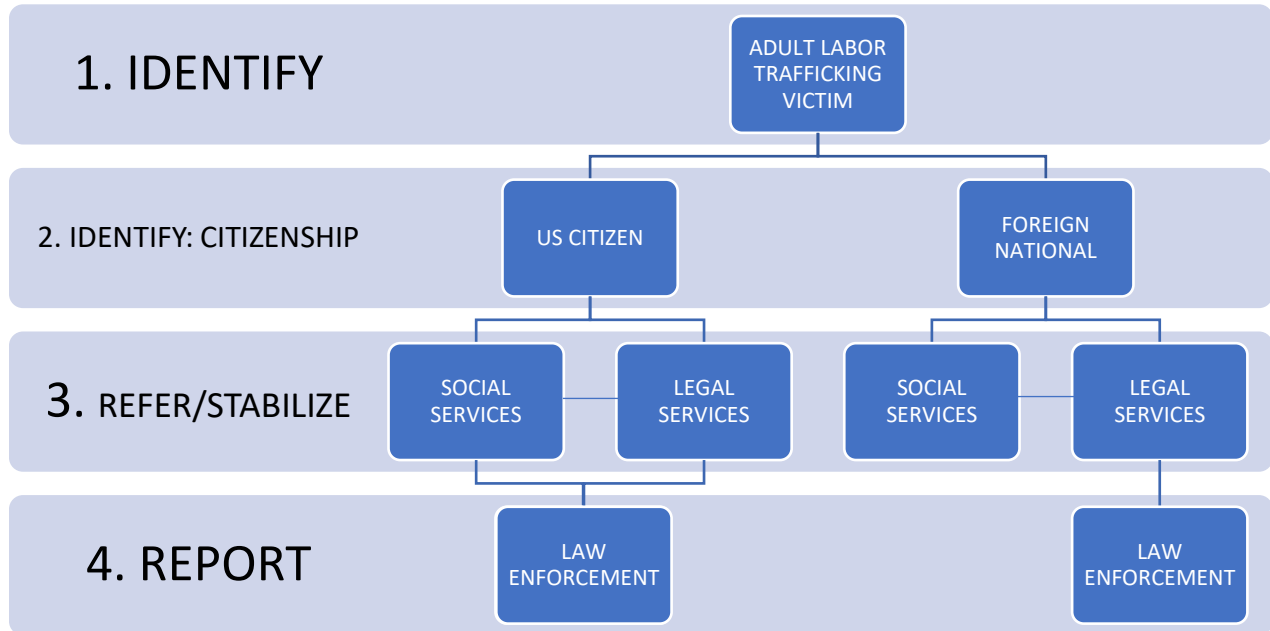 1. IDENTIFY
ADULT LABOR
TRAFFICKING
VICTIM
2. IDENTIFY: CITIZENSHIP
US CITIZEN
FOREIGN
NATIONAL
3. REFER/STABILIZE
SOCIAL
SERVICES
LEGAL
SERVICES
SOCIAL
SERVICES
LEGAL
SERVICES
4. REPORT
LAW
ENFORCEMENT
LAW
ENFORCEMENT